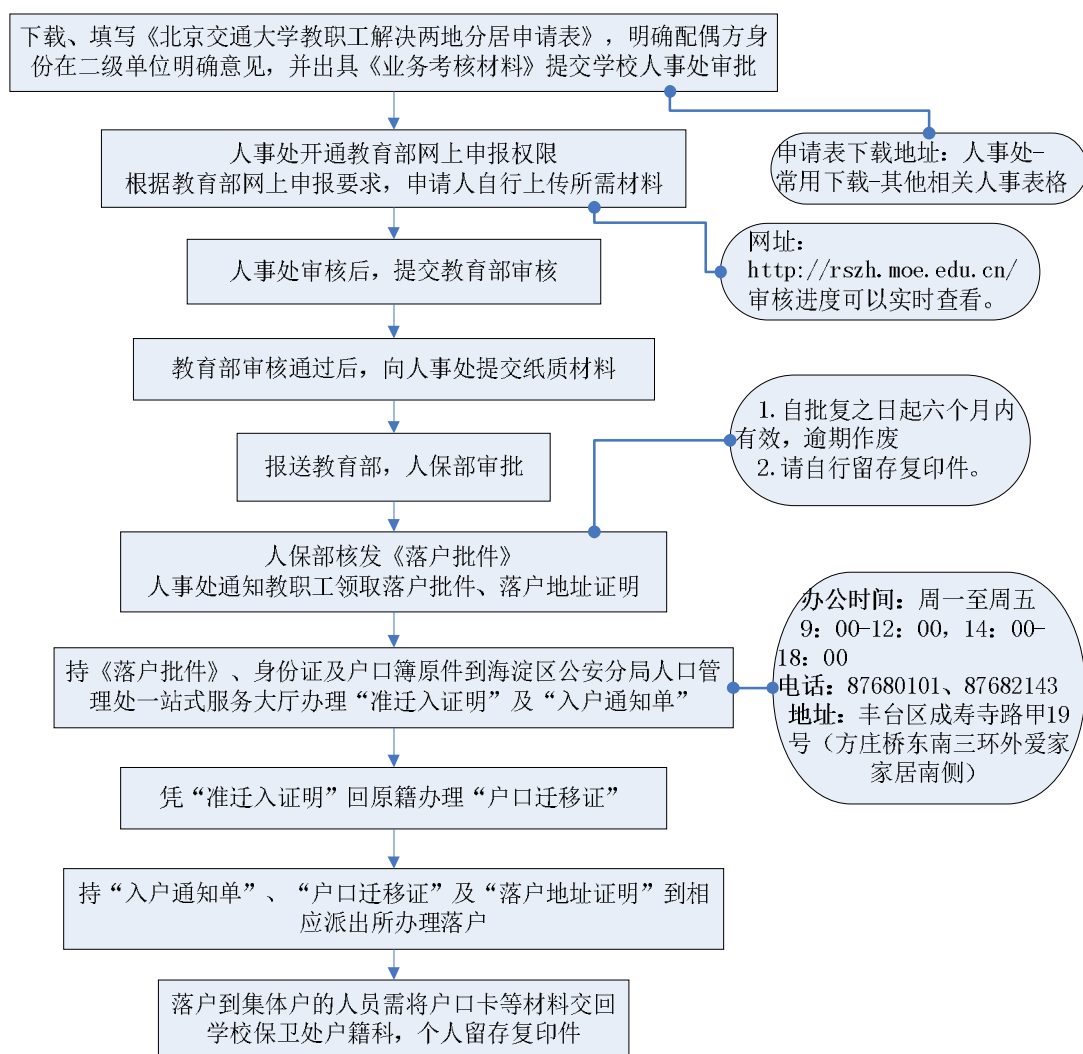 下载、填写《北京交通大学教职工解决两地分居申请表》，明确配偶方身
份在二级单位明确意见，并出具《业务考核材料》提交学校人事处审批
申请表下载地址：人事处-
常用下载-其他相关人事表格
人事处开通教育部网上申报权限
根据教育部网上申报要求，申请人自行上传所需材料
网址：
http://rszh.moe.edu.cn/
审核进度可以实时查看。
人事处审核后，提交教育部审核
教育部审核通过后，向人事处提交纸质材料
报送教育部，人保部审批
人保部核发《落户批件》
人事处通知教职工领取落户批件、落户地址证明
1.自批复之日起六个月内
有效，逾期作废
2.请自行留存复印件。
持《落户批件》、身份证及户口簿原件到海淀区公安分局人口管
理处一站式服务大厅办理“准迁入证明”及“入户通知单”
办公时间：周一至周五
9：00-12：00，14：00-
18：00
电话：87680101、87682143
地址：丰台区成寿寺路甲19
号（方庄桥东南三环外爱家
家居南侧）
凭“准迁入证明”回原籍办理“户口迁移证”
持“入户通知单”、“户口迁移证”及“落户地址证明”到相
应派出所办理落户
落户到集体户的人员需将户口卡等材料交回
学校保卫处户籍科，个人留存复印件